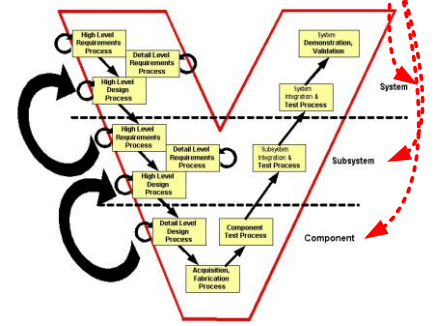 High Level
Requirements
Process
Detail Level
Requirements
Process
High Level
Design
Process
System
Demonstration,
Validation
System
Integration &
Test Process
System
High Level
Requirements
Process
Detail Level
Requirements
Process
High Level
Design
Process
Subsystem
Integration &
Test Process
Subsystem
Detail Level
Design
Process
Component
Test Process
Component
Acquisition,
Fabrication
Process